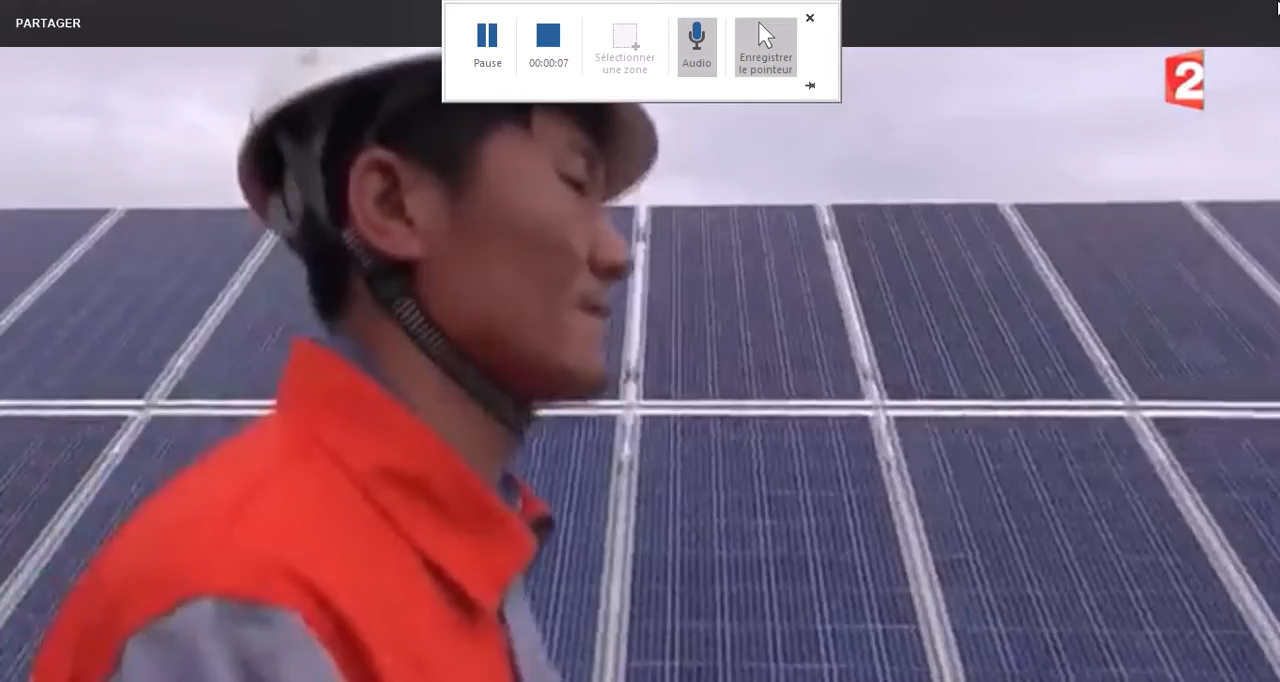 PARTAGER
Pause
00:00:07
Sélectionner
une zone
Audio
Enregistrer
le pointeur
2